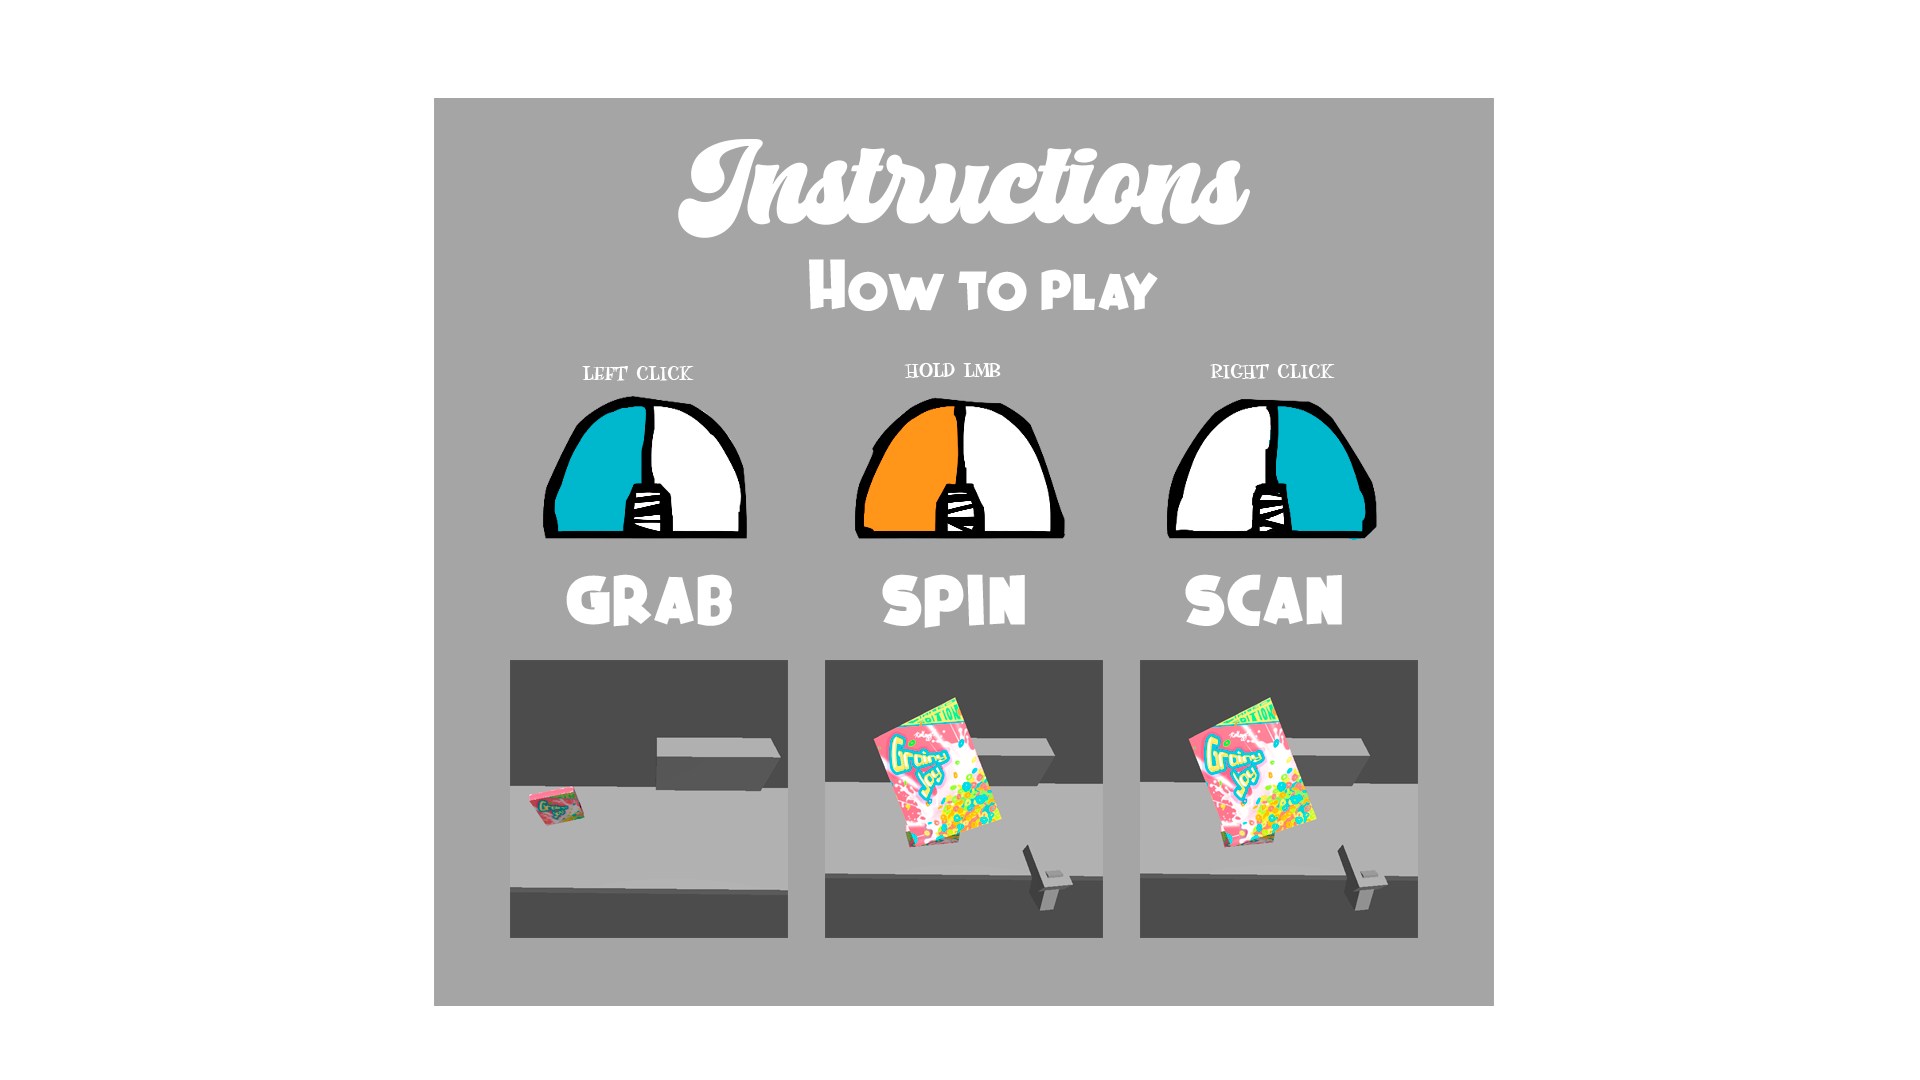 Instructions
HOW TO PLAY
LEFT CLICK
HOLD LMB
RIGHT CLICK
GRAB
SPIN
SCAN
Grainy
Joy
Grainy
Joy